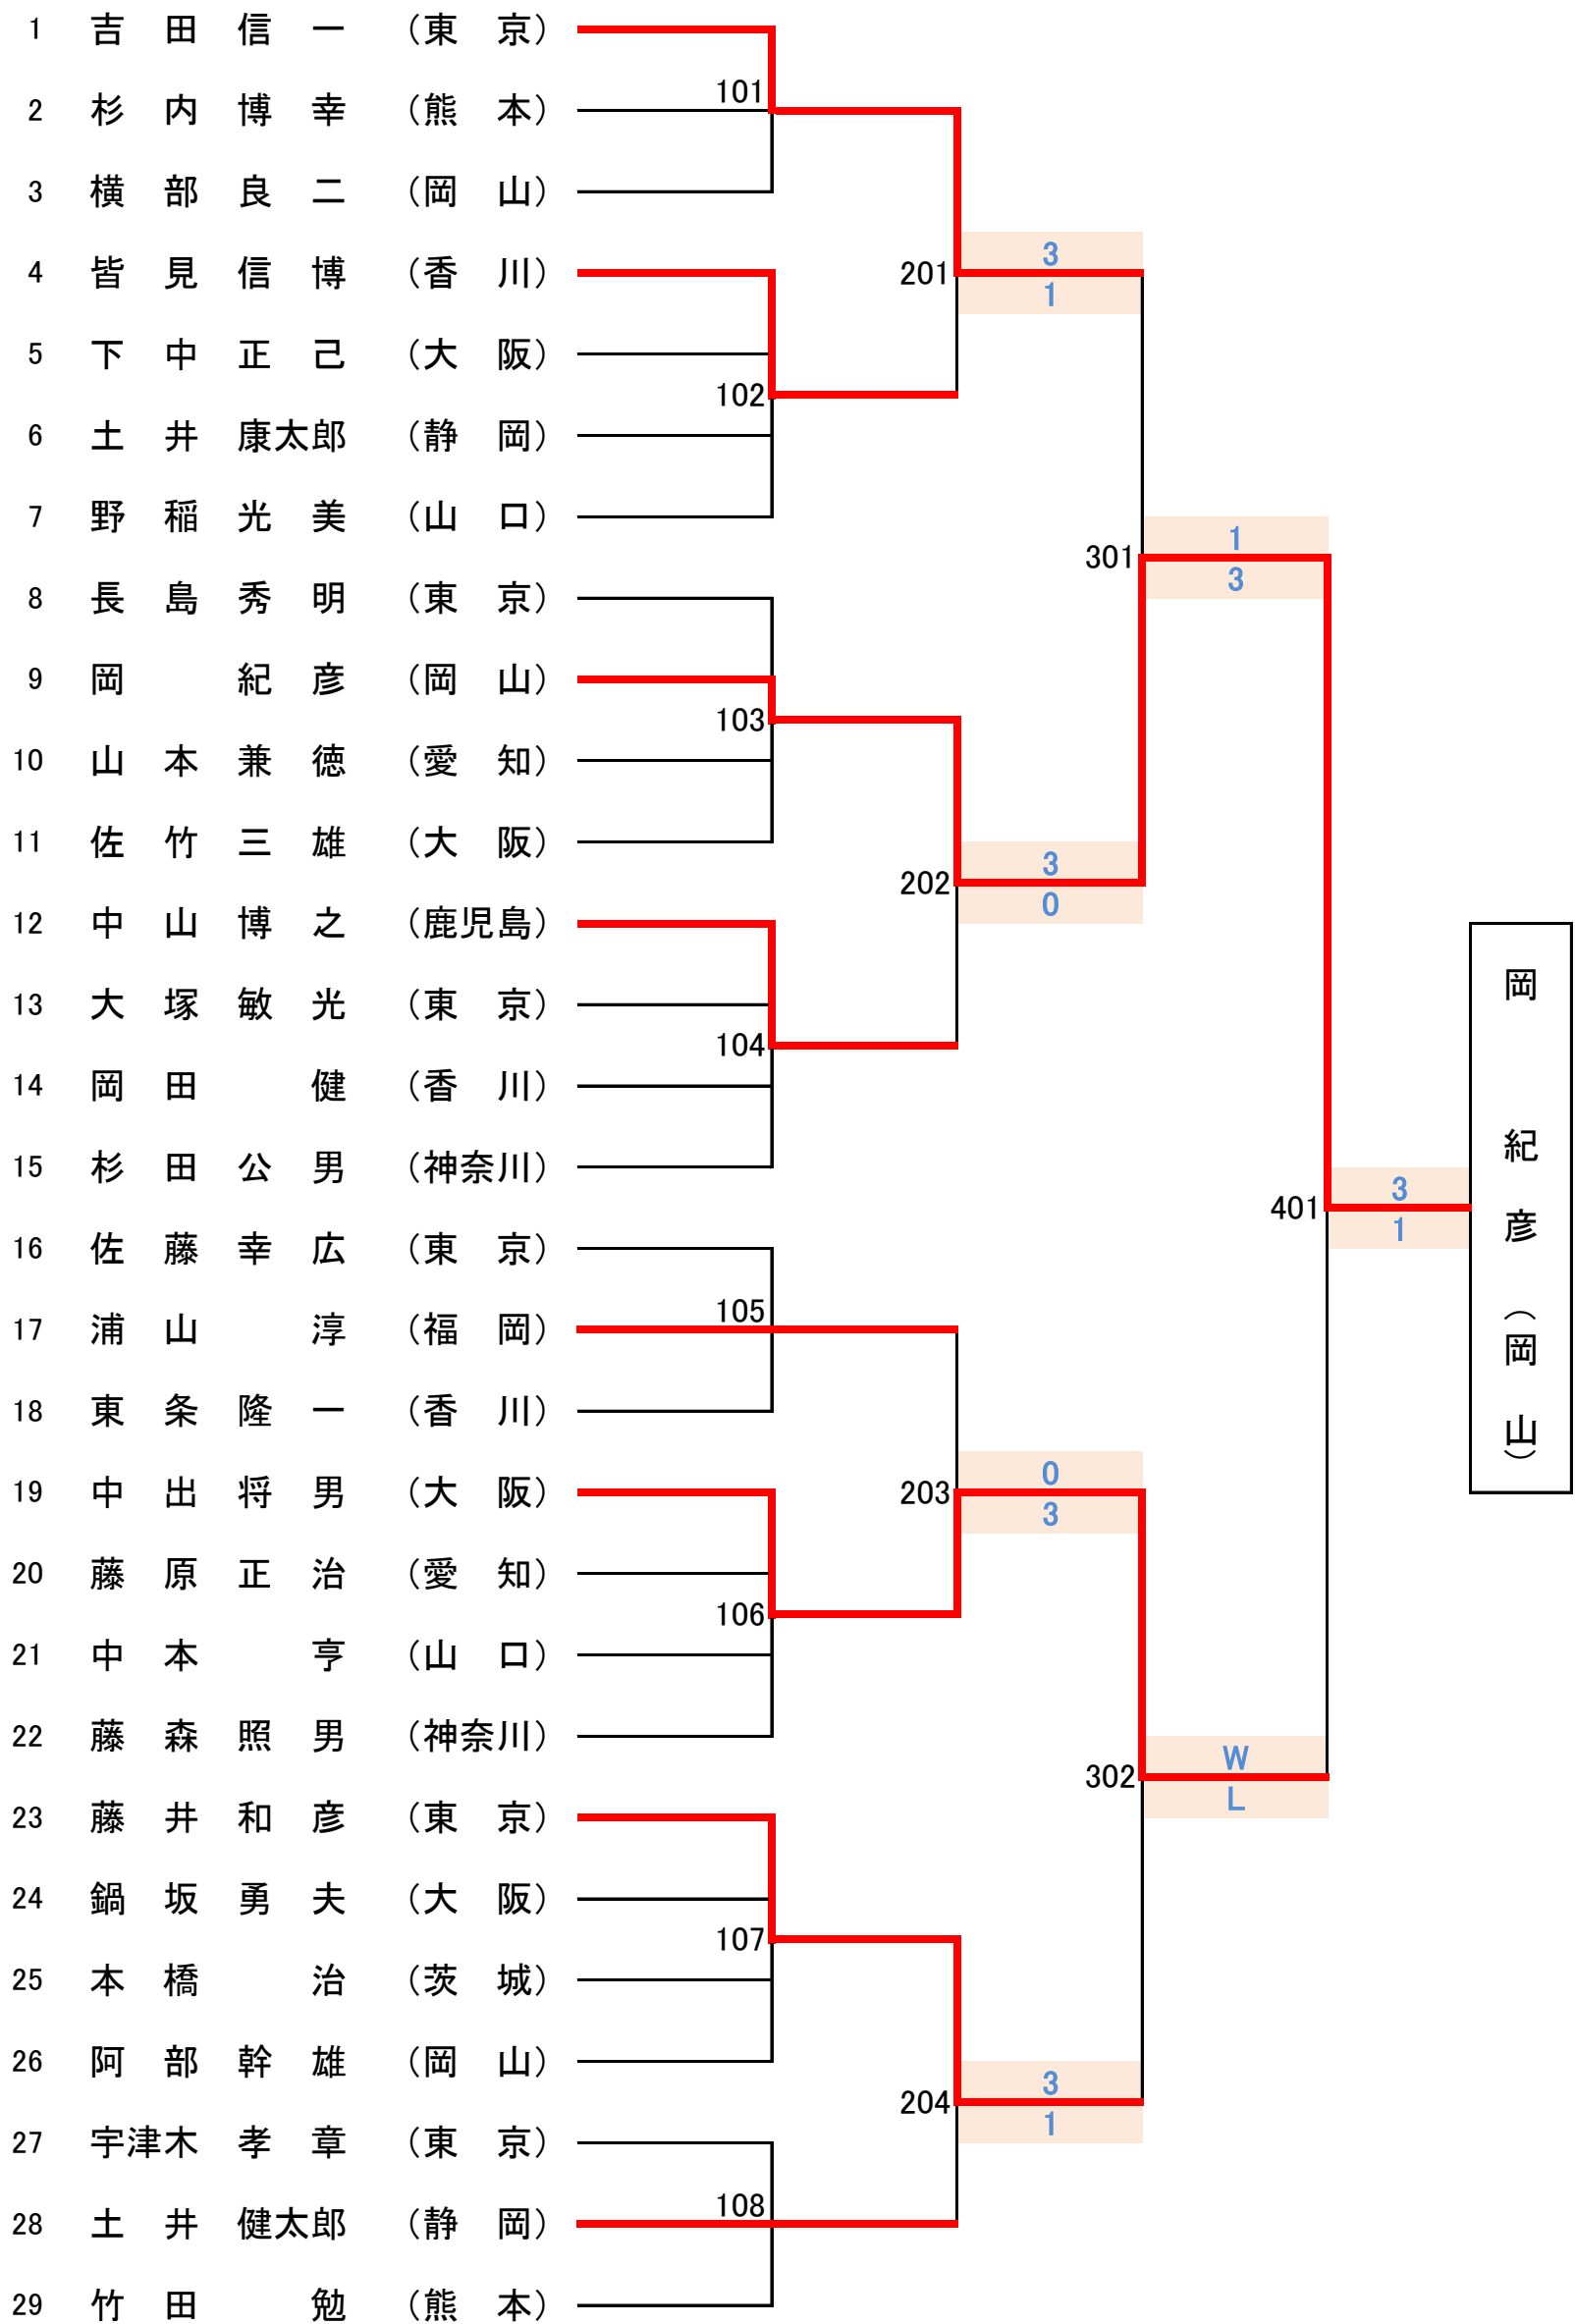 1 吉田信一 （東京）
101
2 杉内博幸 （熊本）
3 横部良二 （岡山）
3
4 皆見信博 （香川） 201
1
5 下中正己 （大阪）
102
6 土井康太郎 （静岡）
7 野稲光美 （山口）
1
301
3
8 長島秀明 （東京）
9 岡紀彦 （岡山）
103
10 山本兼徳 （愛知）
11 佐竹三雄 （大阪）
3
202
0
12 中山博之 （鹿児島）
13 大塚敏光 （東京）
104
14 岡田健 （香川）
15 杉田公男 （神奈川）
3
401
1
岡紀彦（岡山）
16 佐藤幸広 （東京）
105
17 浦山淳 （福岡）
18 東条隆一 （香川）
0
19 中出将男 （大阪） 203
3
20 藤原正治 （愛知）
106
21 中本亨 （山口）
22 藤森照男 （神奈川）
W
302
L
23 藤井和彦 （東京）
24 鍋坂勇夫 （大阪）
107
25 本橋治 （茨城）
26 阿部幹雄 （岡山）
3
204
1
27 宇津木孝章 （東京）
108
28 土井健太郎 （静岡）
29 竹田勉 （熊本）